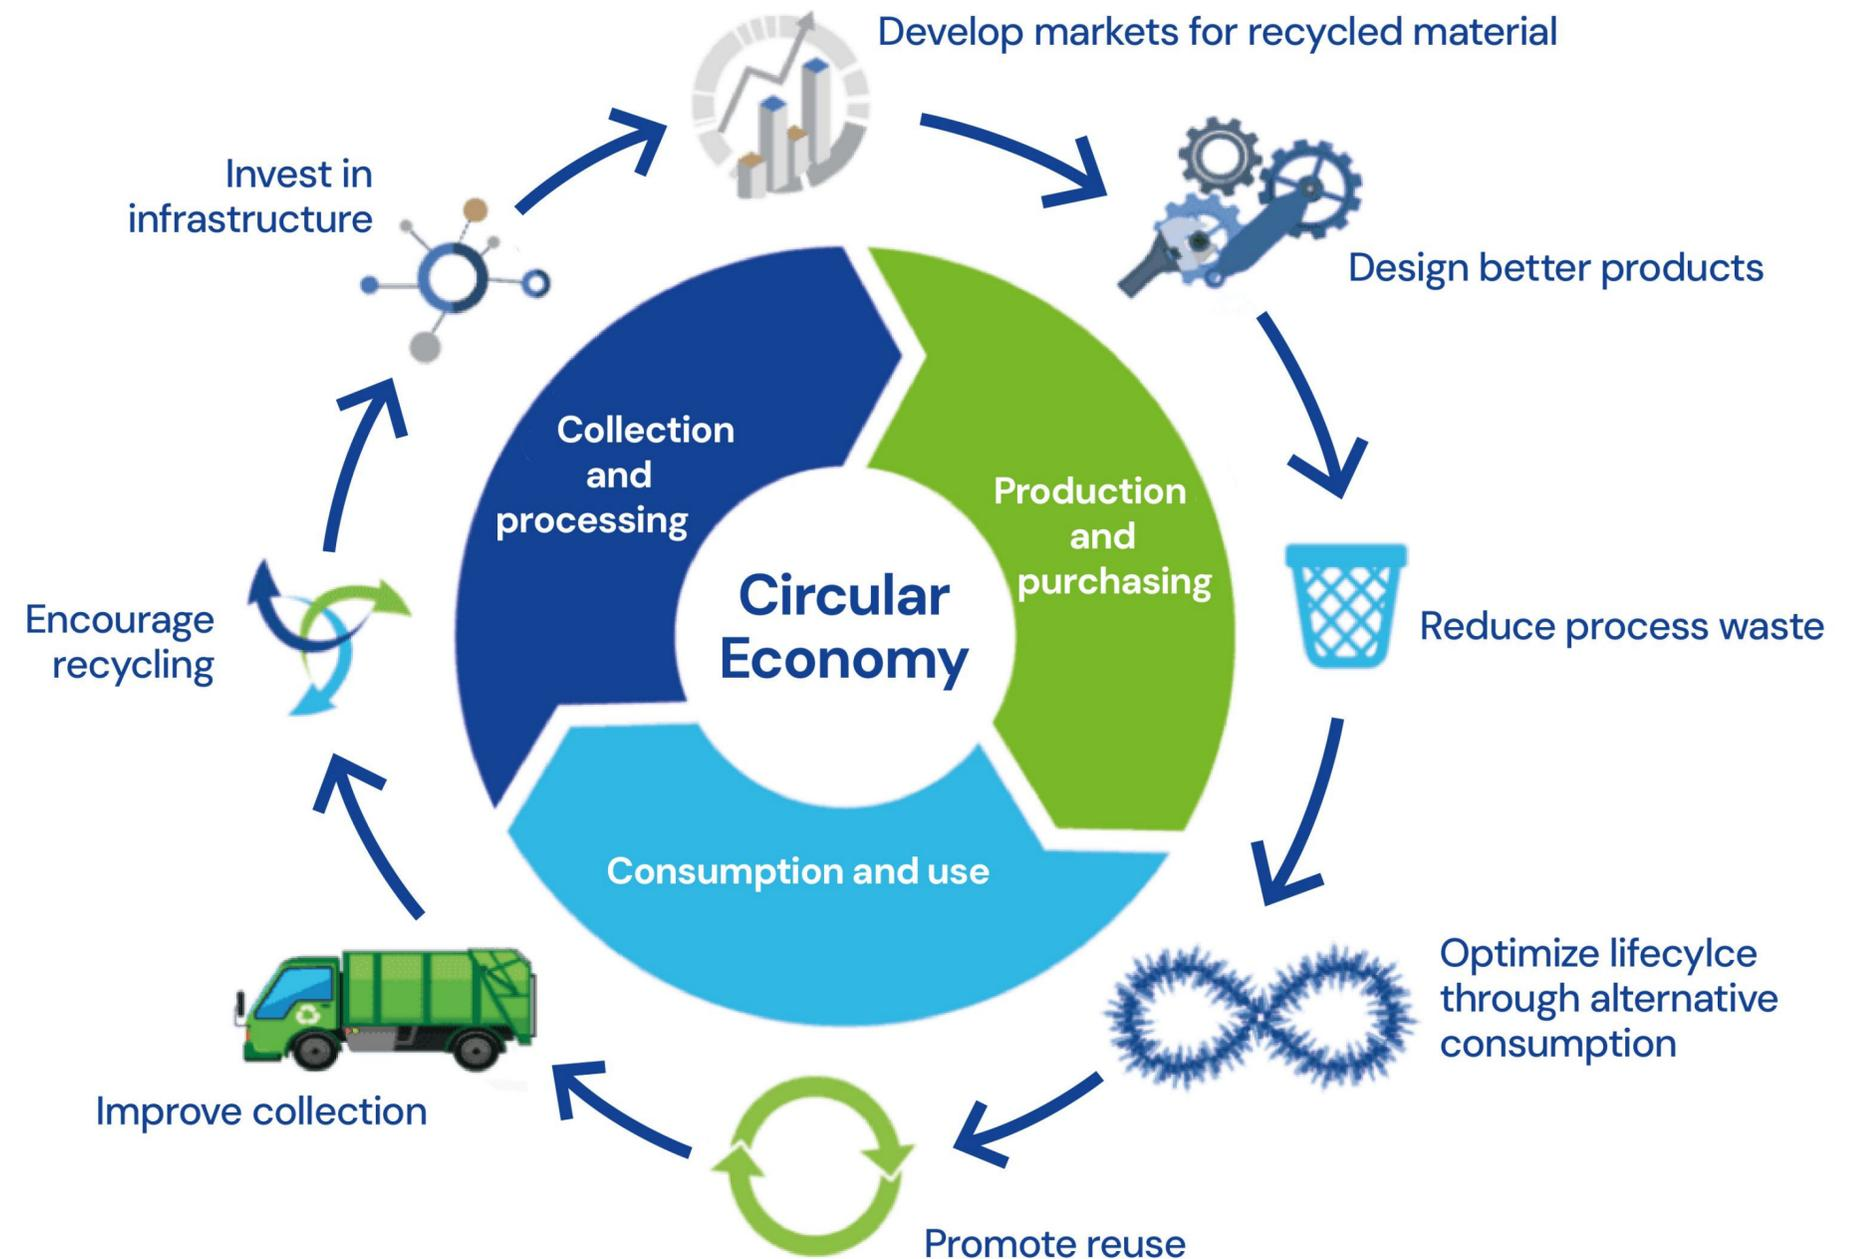 Develop markets for recycled material
Invest in
infrastructure
Design better products
Collection
and
processing
Production
and
purchasing
Circular
Economy
Encourage
recycling
Reduce process waste
Consumption and use
Optimize lifecylce
through alternative
consumption
Improve collection
Promote reuse